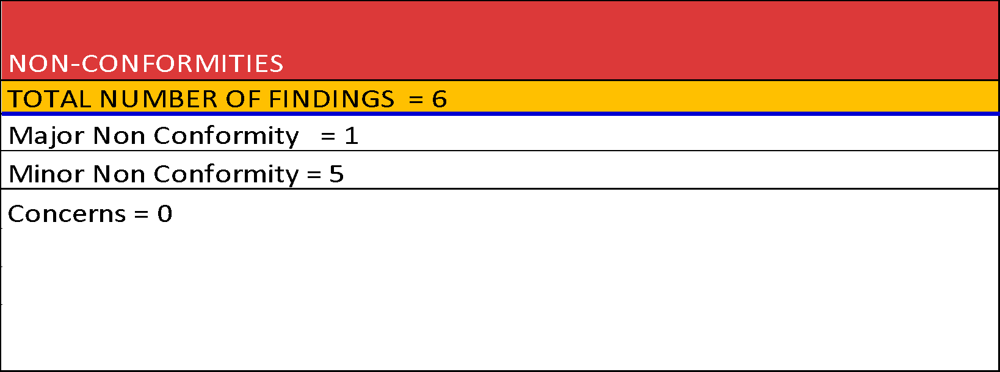 NON-CONFORMITIES
TOTAL NUMBER OF FINDINGS = 6
Major Non Conformity = 1
Minor Non Conformity = 5
Concerns = 0